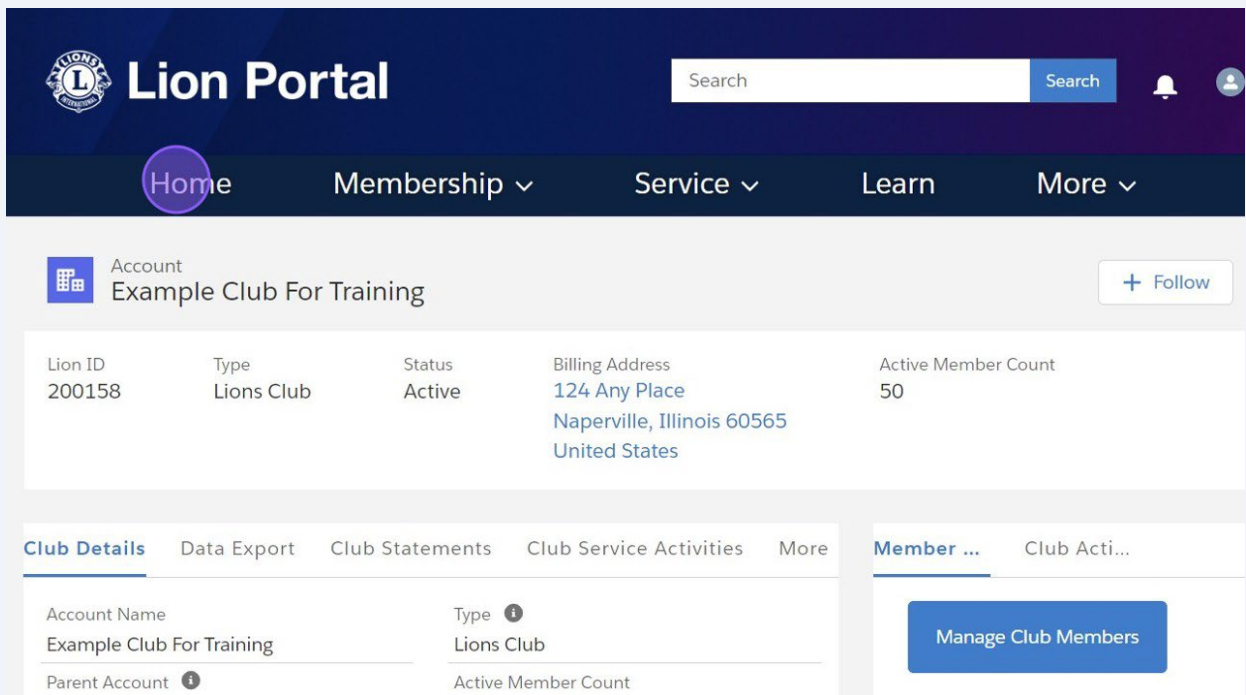 Lion Portal
Search
Search
Home
Membership
Service
Learn
More
Account
Example Club For Training
+ Follow
Lion ID
200158
Type
Lions Club
Status
Active
Billing Address
124 Any Place
Naperville, Illinois 60565
United States
Active Member Count
50
Club Details
Data Export
Club Statements
Club Service Activities
More
Member ...
Club Acti...
Account Name
Example Club For Training
Type
Lions Club
Manage Club Members
Parent Account
Active Member Count